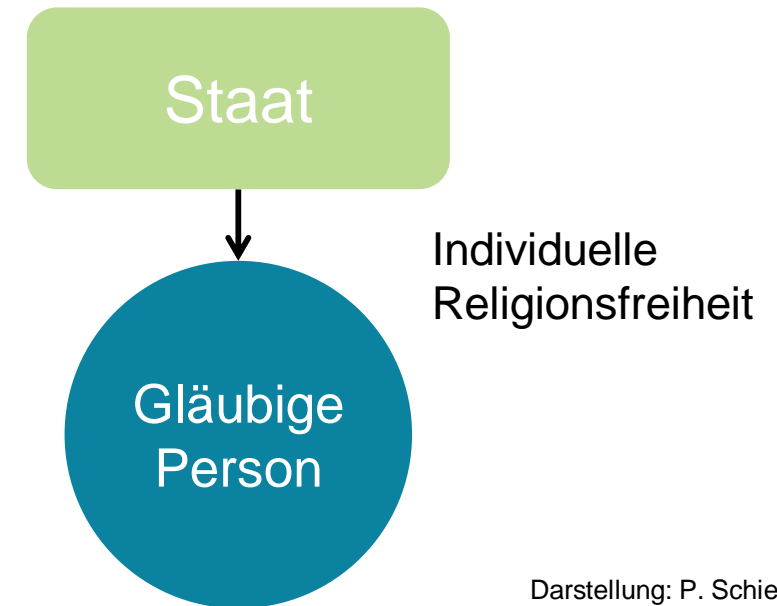 Staat
Individuelle
Religionsfreiheit
Gläubige
Person
Darstellung: P. Schie